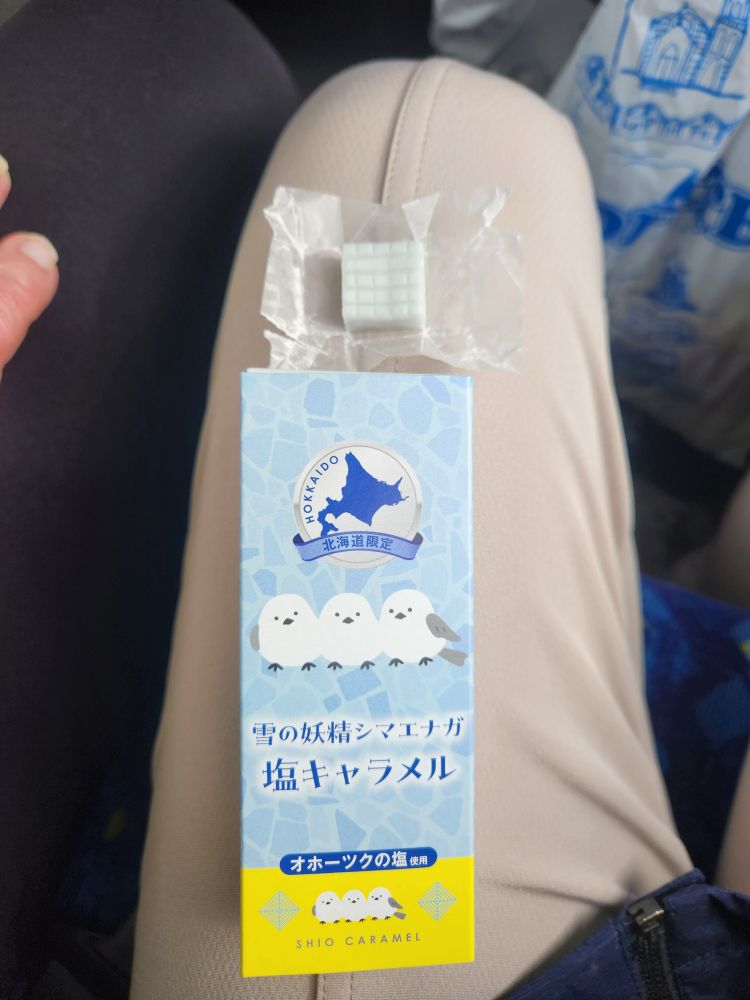 HOKKAIDO
北海道限定
雪の妖精シマエナガ
塩キャラメル
オホーツクの塩使用
SHIO CARAMEL